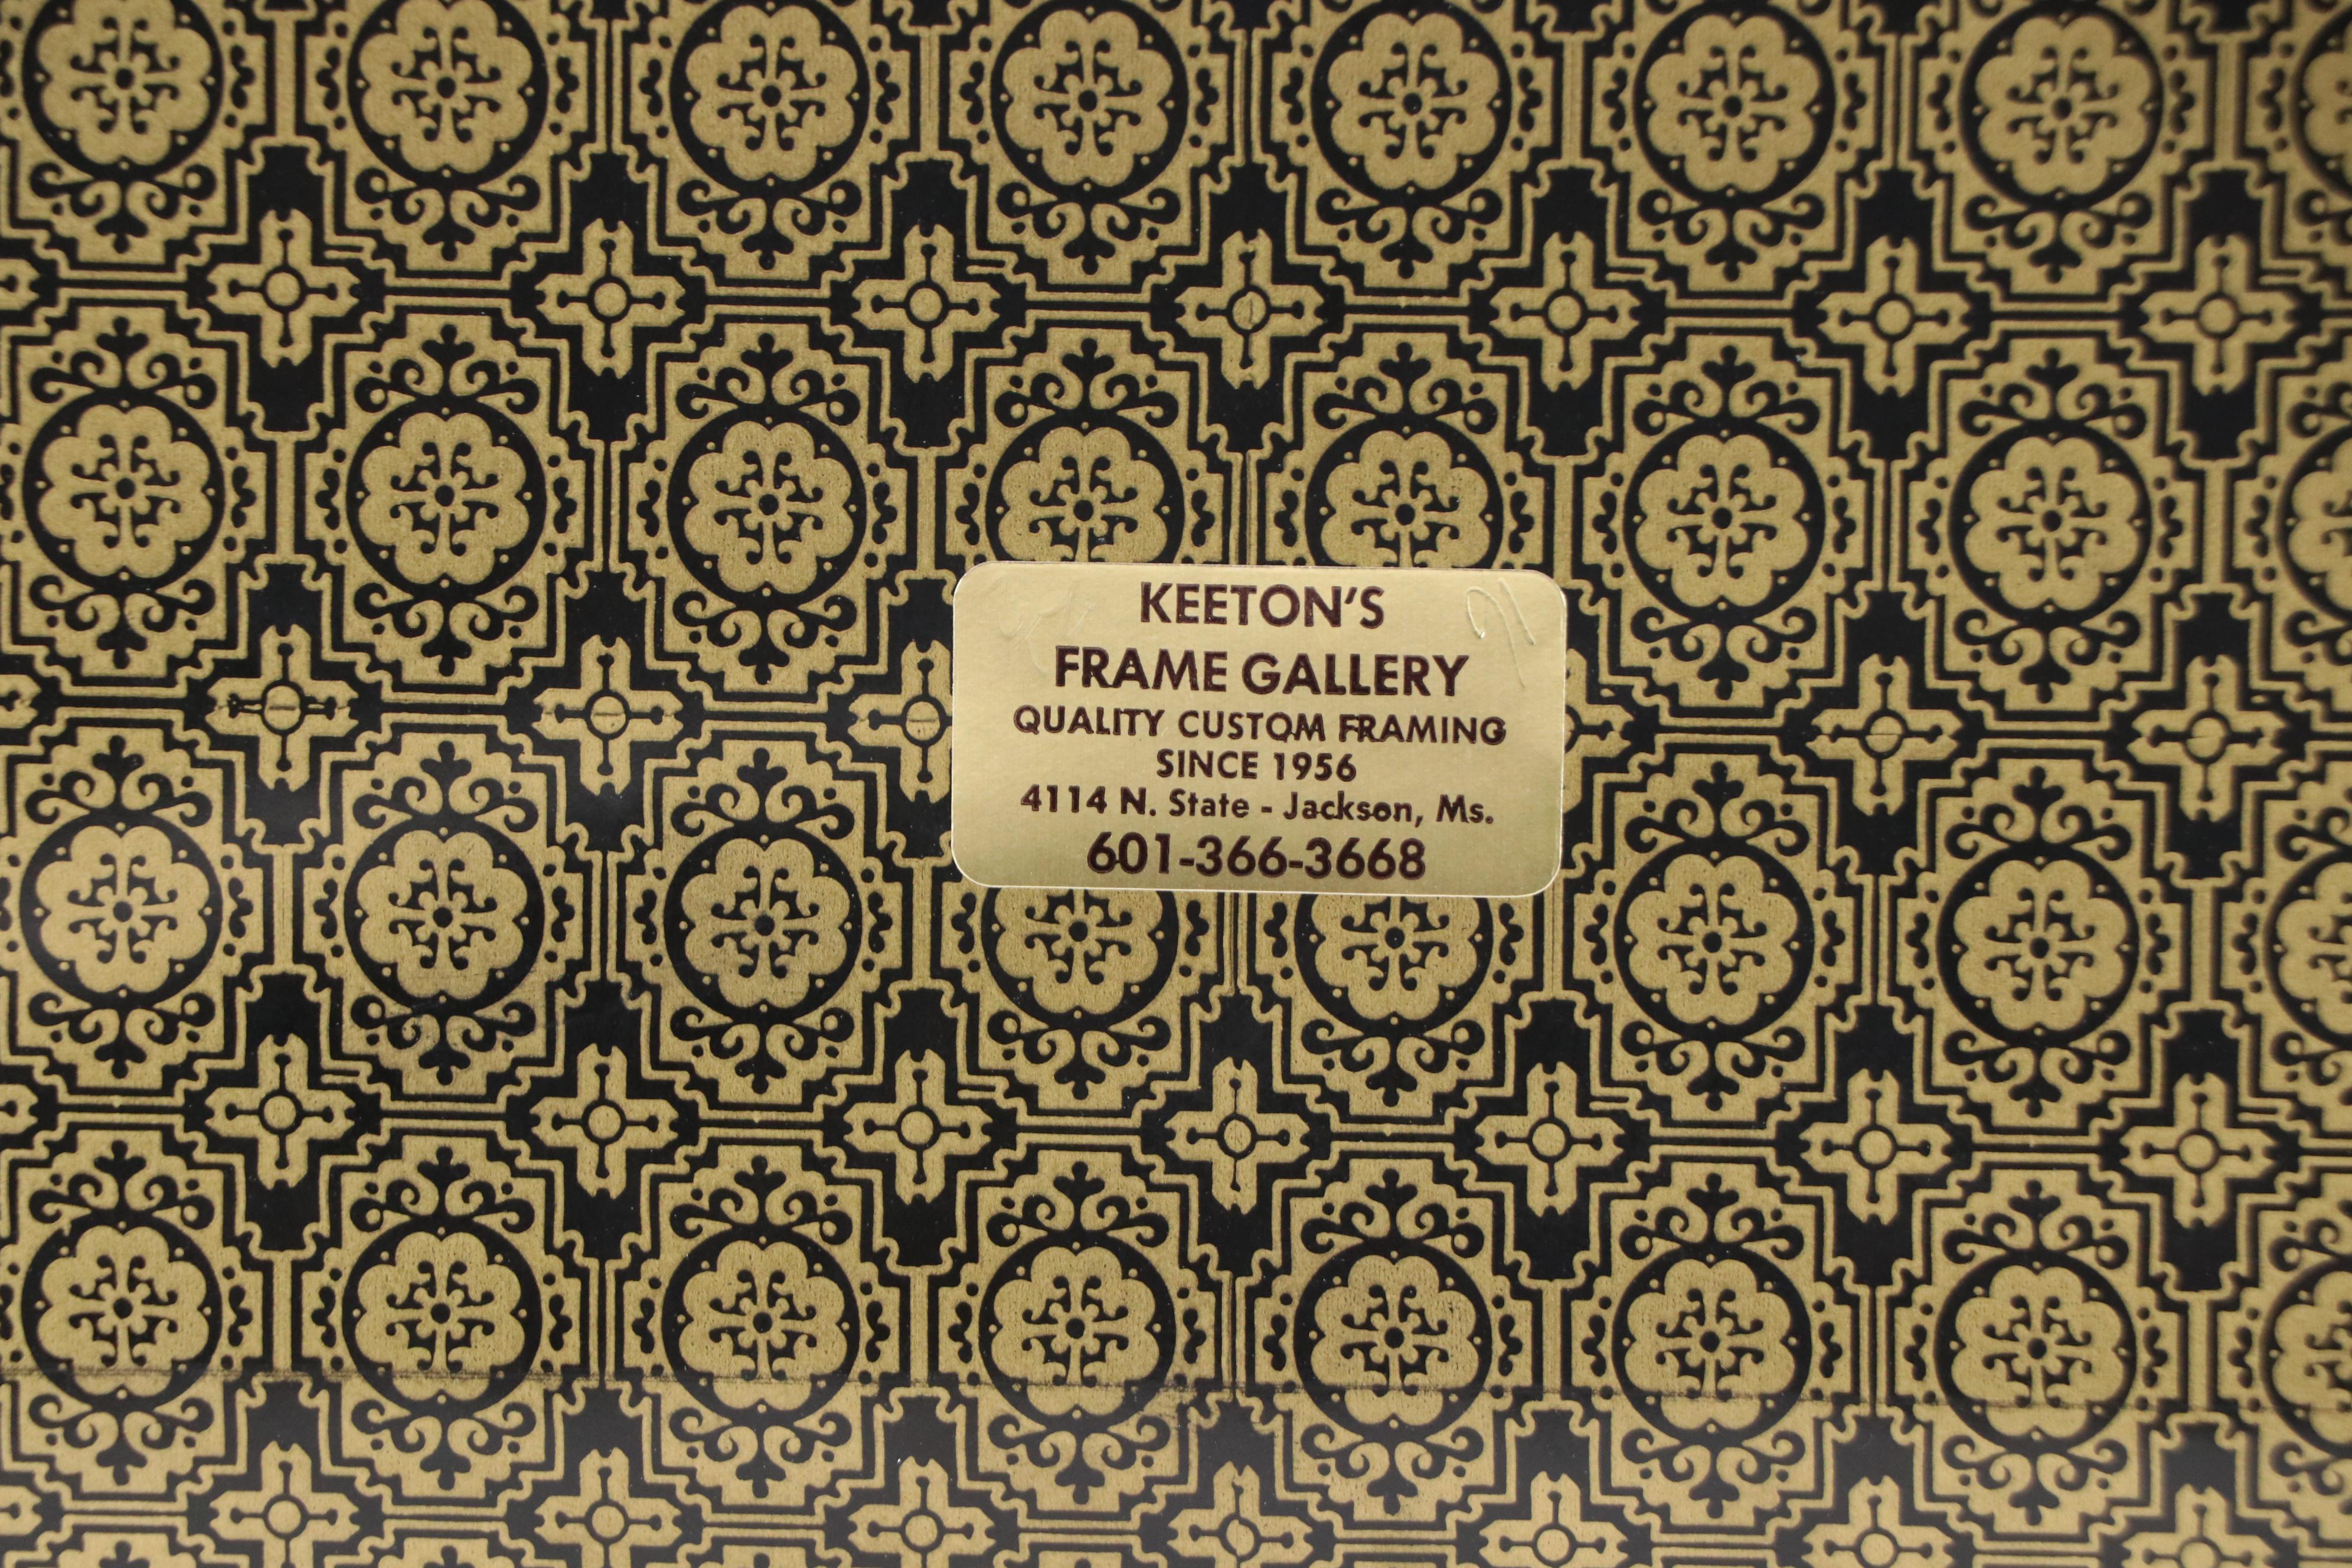 KEETON'S
FRAME GALLERY
QUALITY CUSTOM FRAMING
SINCE 1956
4114 N. State - Jackson, Ms.
601-366-3668